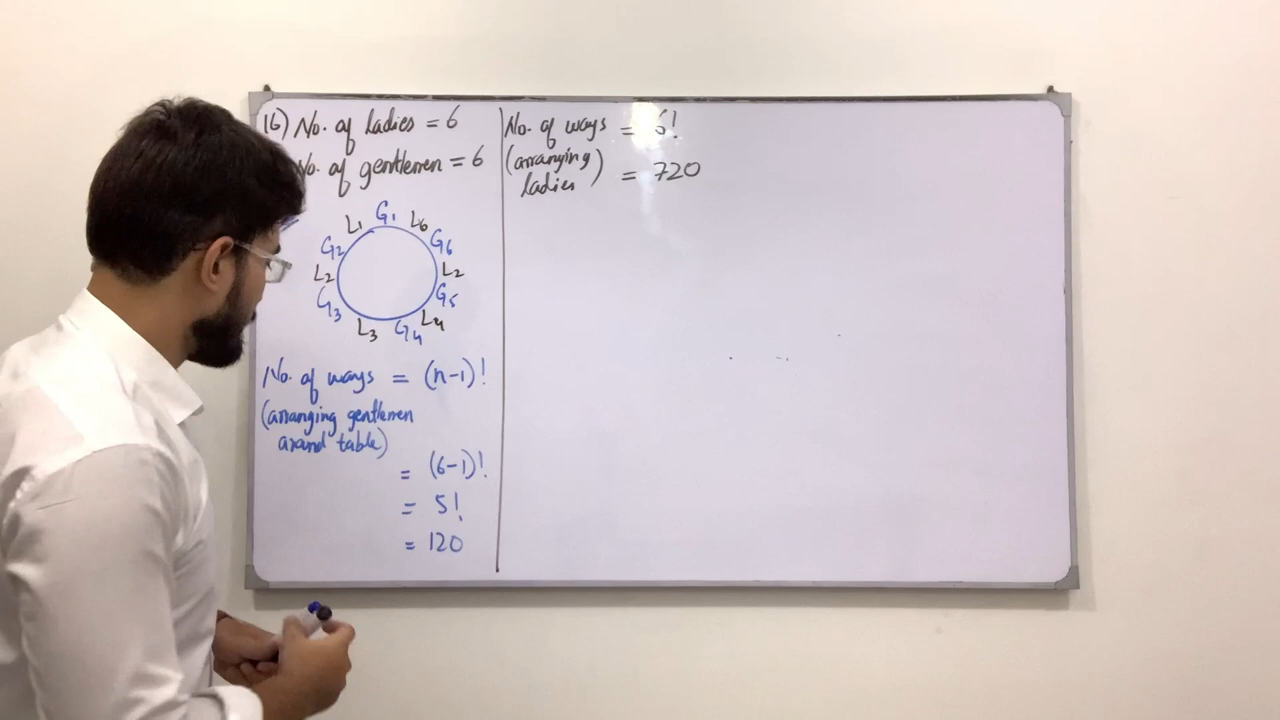 16) No. of ladies = 6
No. of gentlemen = 6
G1
L1 L6
G2 G6
L2 L2
G3 G5
L3 G4 L4
No. of ways = (n-1)!
(arranging gentlemen
around table)
= (6-1)!
= 5!
= 120
No. of ways = 6!
(arranging
ladies) = 720